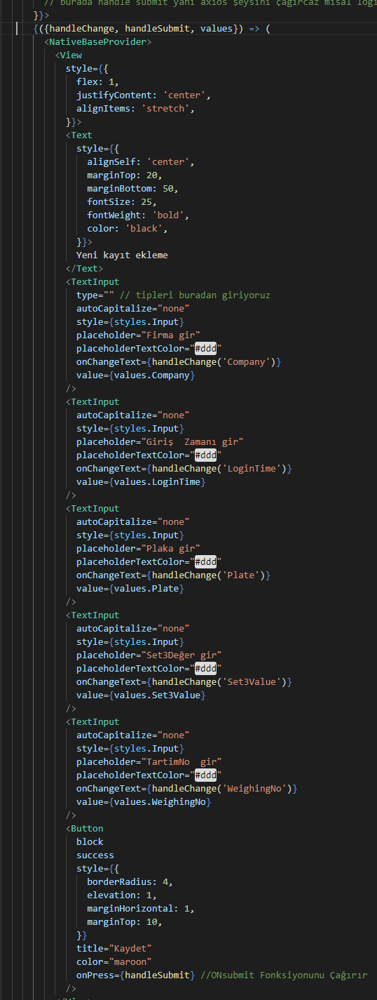 // burada handle submit yani axios şeysini çağırcaz misal logi
}}>
{({handleChange, handleSubmit, values}) => (
<NativeBaseProvider>
<View
style={{
flex: 1,
justifyContent: 'center',
alignItems: 'stretch',
}}>
<Text
style={{
alignSelf: 'center',
marginTop: 20,
marginBottom: 50,
fontSize: 25,
fontWeight: 'bold',
color: 'black',
}}>
Yeni kayıt ekleme
</Text>
<TextInput
type="" // tipleri buradan giriyoruz
autoCapitalize="none"
style={styles.Input}
placeholder="Firma gir"
placeholderTextColor="#ddd"
onChangeText={handleChange('Company')}
value={values.Company}
/>
<TextInput
autoCapitalize="none"
style={styles.Input}
placeholder="Giriş  Zamanı gir"
placeholderTextColor="#ddd"
onChangeText={handleChange('LoginTime')}
value={values.LoginTime}
/>
<TextInput
autoCapitalize="none"
style={styles.Input}
placeholder="Plaka gir"
placeholderTextColor="#ddd"
onChangeText={handleChange('Plate')}
value={values.Plate}
/>
<TextInput
autoCapitalize="none"
style={styles.Input}
placeholder="Set3Değer gir"
placeholderTextColor="#ddd"
onChangeText={handleChange('Set3Value')}
value={values.Set3Value}
/>
<TextInput
autoCapitalize="none"
style={styles.Input}
placeholder="TartimNo  gir"
placeholderTextColor="#ddd"
onChangeText={handleChange('WeighingNo')}
value={values.WeighingNo}
/>
<Button
block
success
style={{
borderRadius: 4,
elevation: 1,
marginHorizontal: 1,
marginTop: 10,
}}
title="Kaydet"
color="maroon"
onPress={handleSubmit} //ONsubmit Fonksiyonunu Çağırır
/>